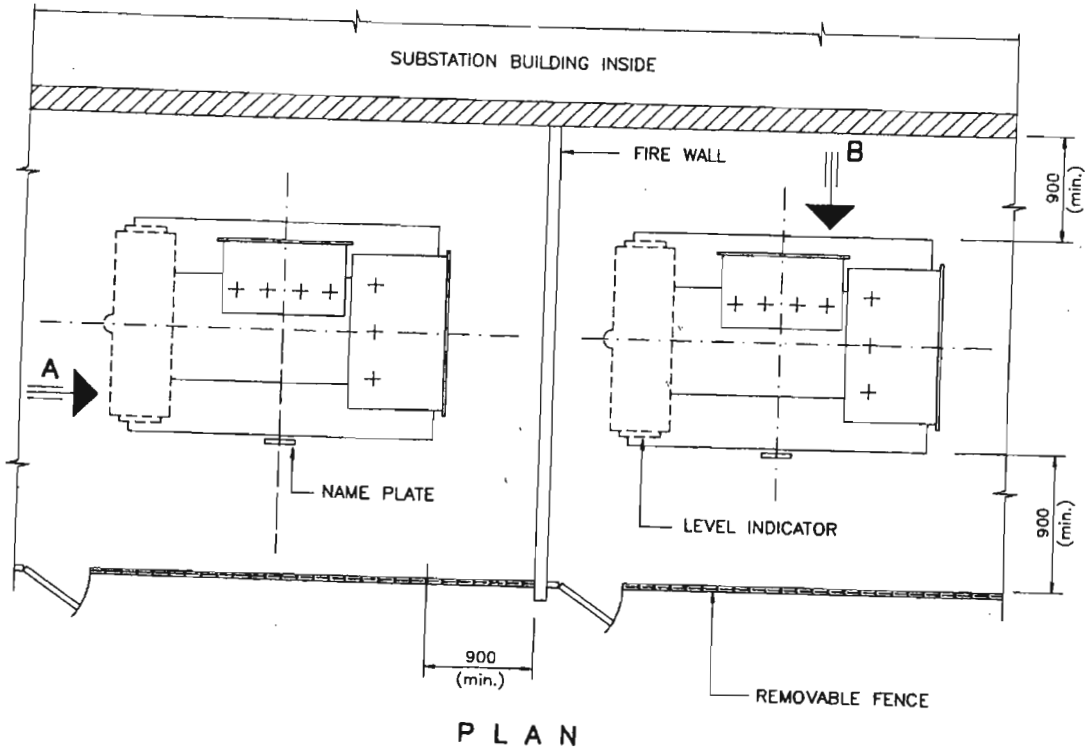 SUBSTATION BUILDING INSIDE
FIRE WALL
B
900
(min.)
A
NAME PLATE
LEVEL INDICATOR
900
(min.)
900
(min.)
REMOVABLE FENCE
PLAN